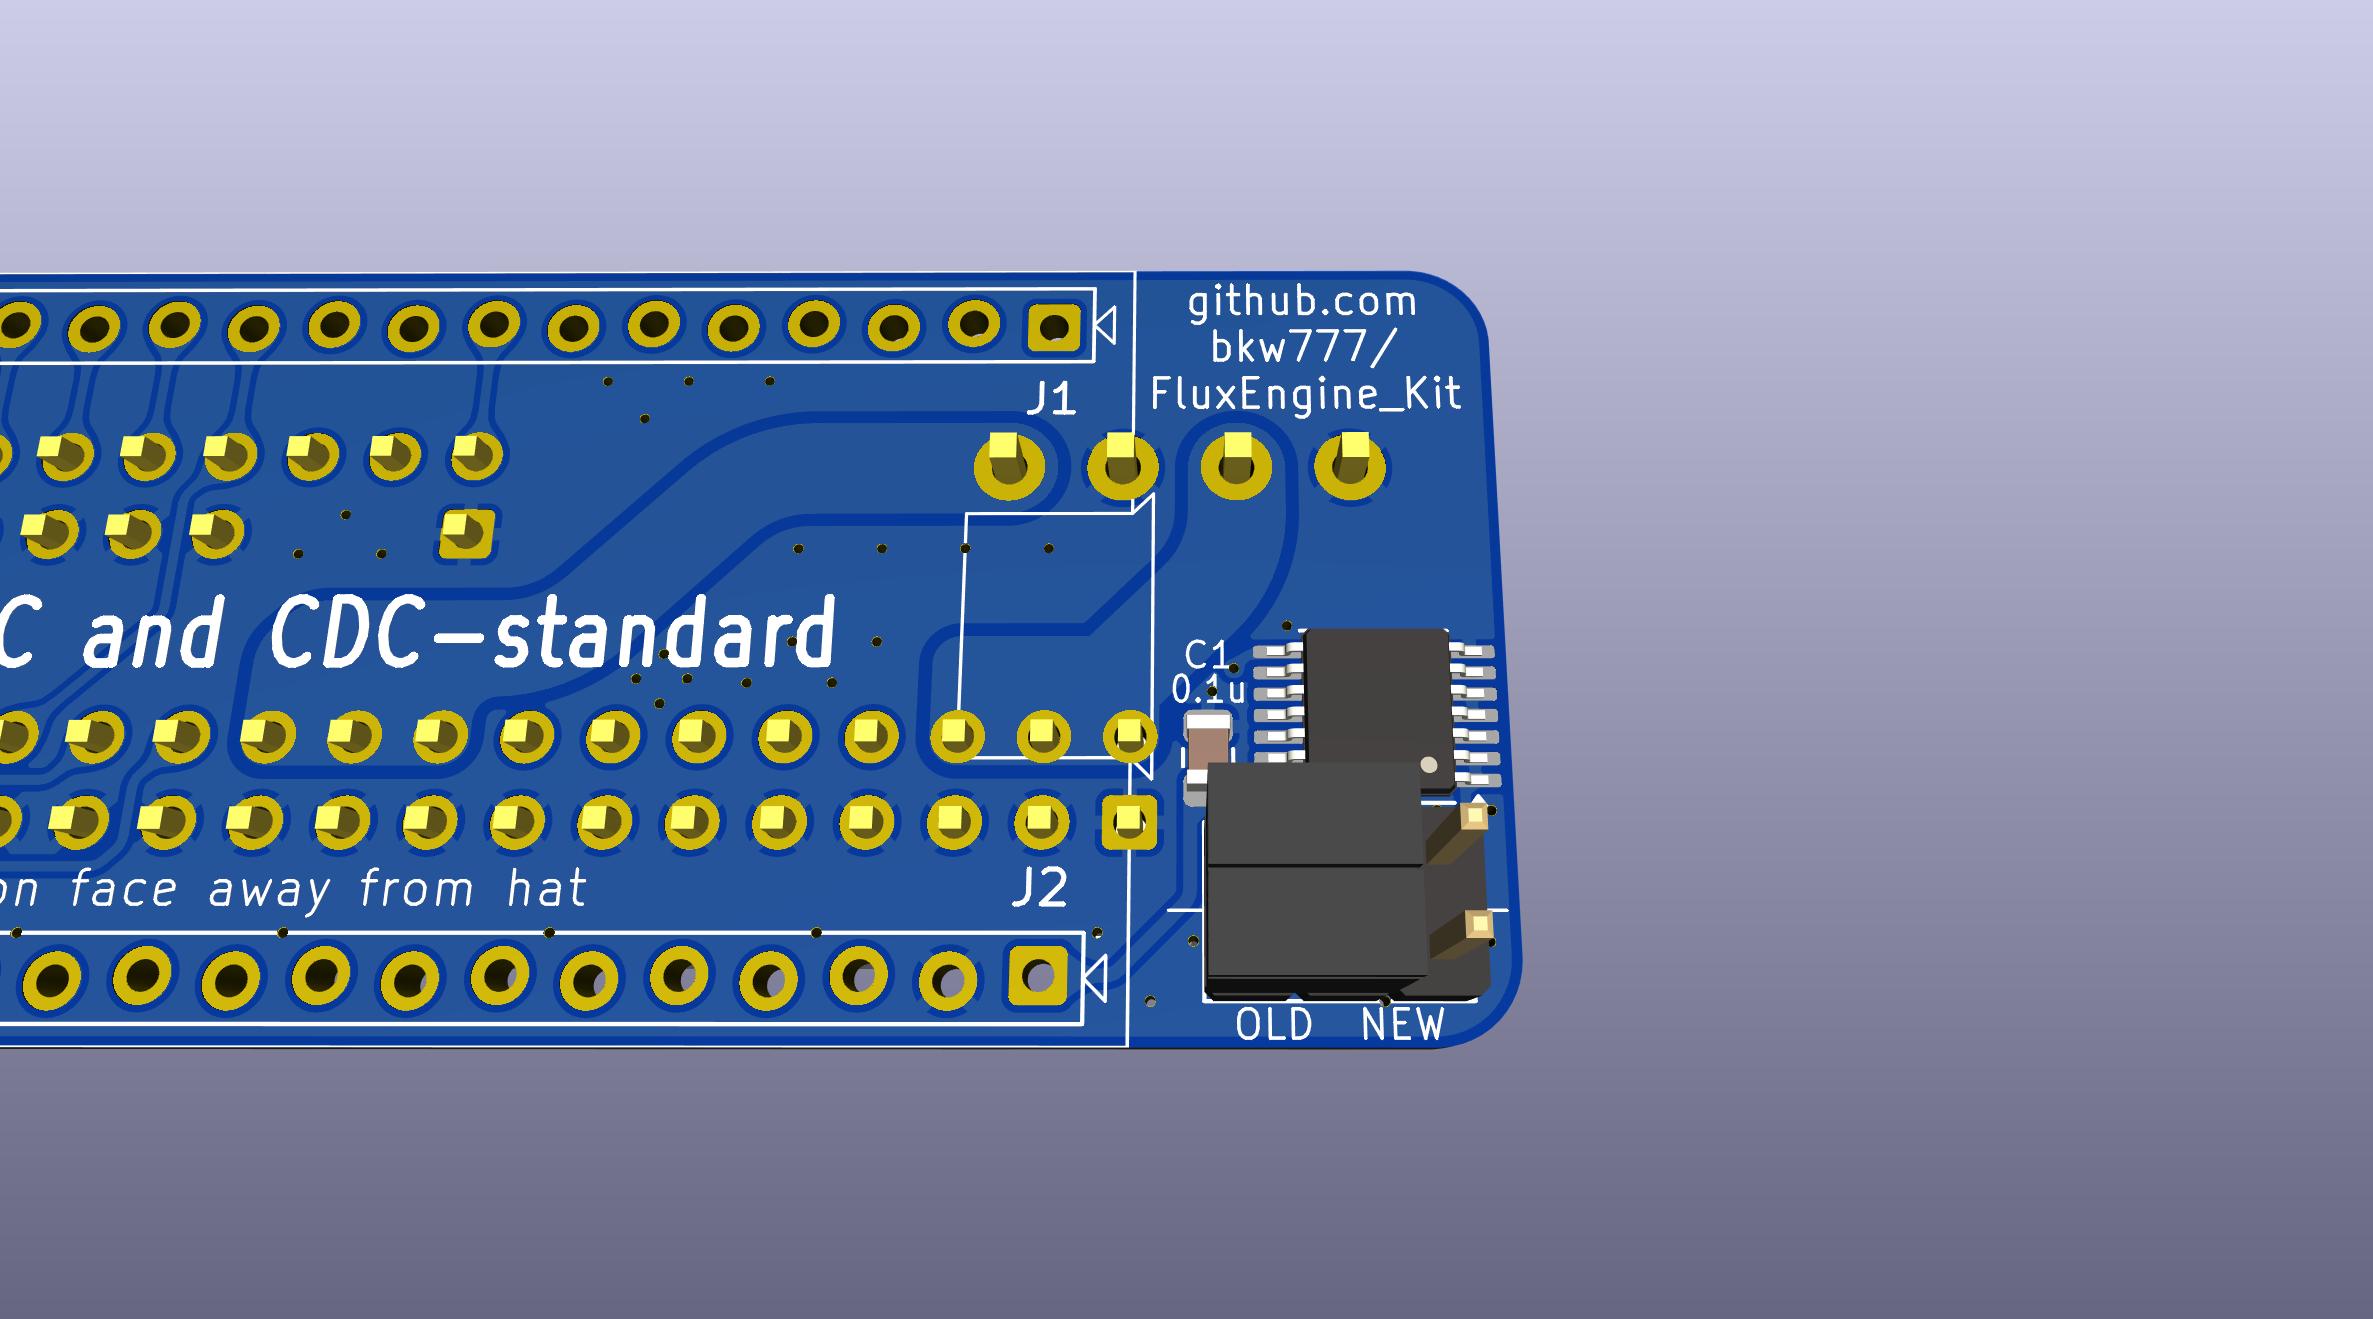 github.com
bkw777/
FluxEngine_Kit
J1
C and CDC-standard
C1
0.1u
J2
on face away from hat
OLD NEW